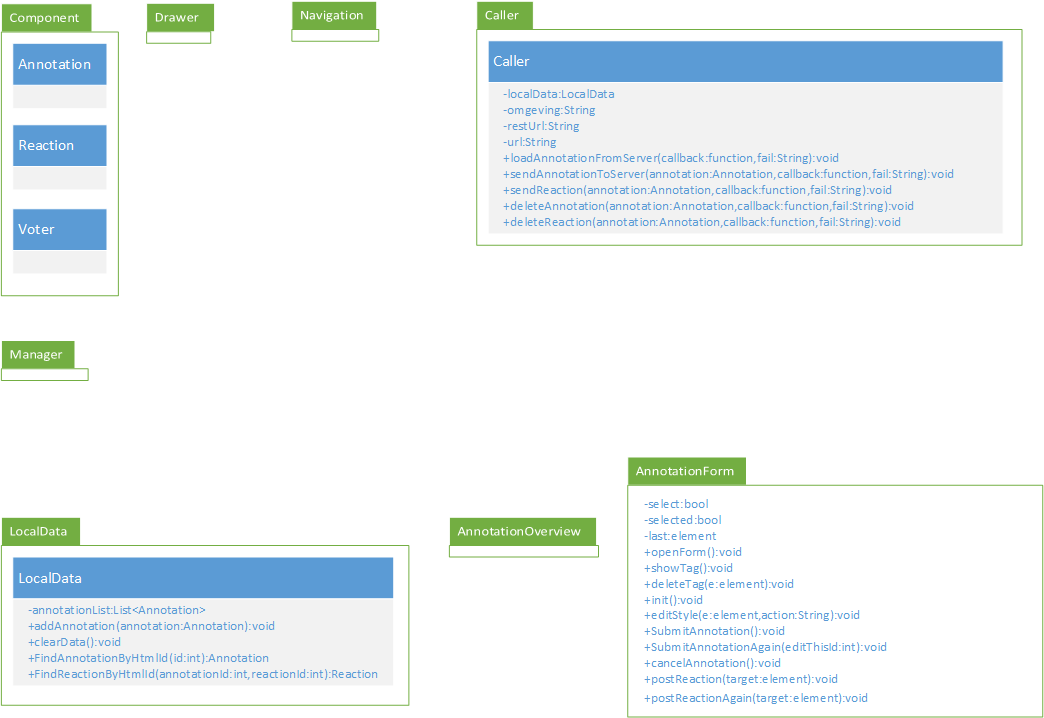 Component
Annotation
Reaction
Voter
Drawer
Navigation
Caller
Caller
-localData:LocalData
-omgeving:String
-restUrl:String
-url:String
+loadAnnotationFromServer(callback:function,fail:String):void
+sendAnnotationToServer(annotation:Annotation,callback:function,fail:String):void
+sendReaction(annotation:Annotation,callback:function,fail:String):void
+deleteAnnotation(annotation:Annotation,callback:function,fail:String):void
+deleteReaction(annotation:Annotation,callback:function,fail:String):void
Manager
LocalData
LocalData
-annotationList:List<Annotation>
+addAnnotation(annotation:Annotation):void
+clearData():void
+FindAnnotationByHtmlId(id:int):Annotation
+FindReactionByHtmlId(annotationId:int,reactionId:int):Reaction
AnnotationOverview
AnnotationForm
-select:bool
-selected:bool
-last:element
+openForm():void
+showTag():void
+deleteTag(e:element):void
+init():void
+editStyle(e:element,action:String):void
+SubmitAnnotation():void
+SubmitAnnotationAgain(editThisId:int):void
+cancelAnnotation():void
+postReaction(target:element):void
+postReactionAgain(target:element):void